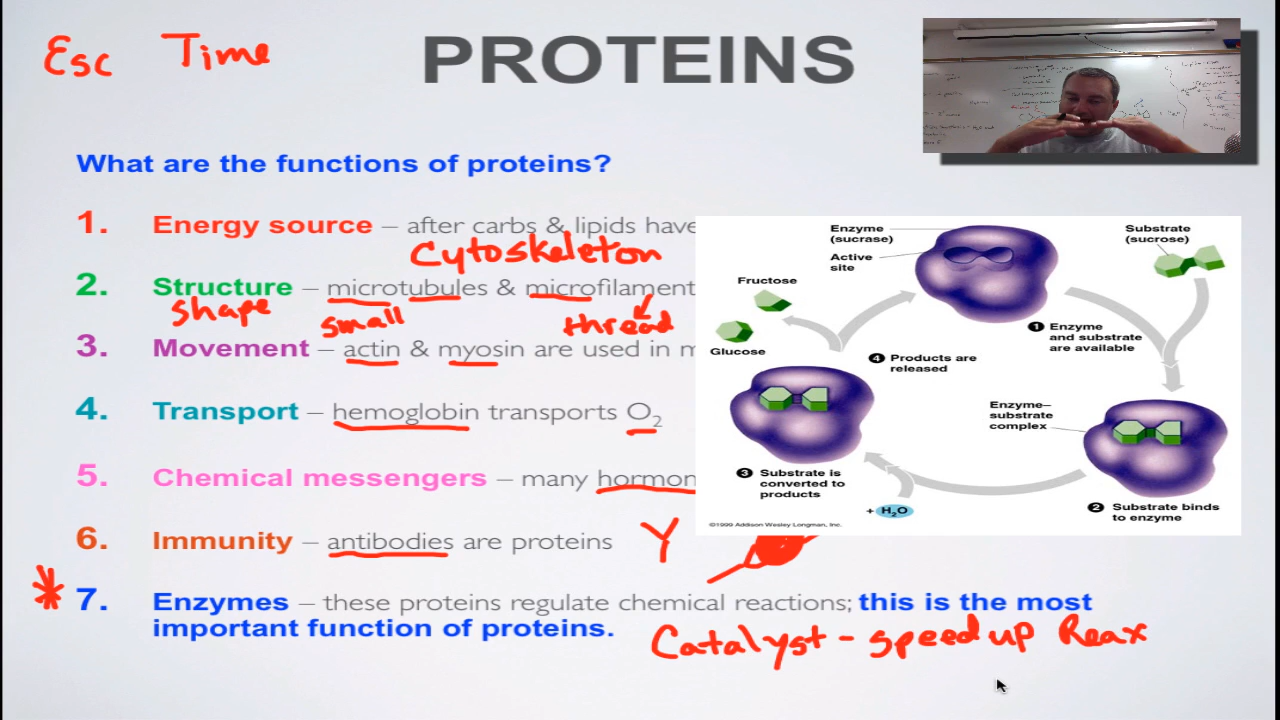 Esc Time
PROTEINS
What are the functions of proteins?
1. Energy source – after carbs & lipids have
Cytoskeleton
2. Structure – microtubules & microfilament
shape
small
thread
3. Movement – actin & myosin are used in m
4. Transport – hemoglobin transports O2
5. Chemical messengers – many hormon
6. Immunity – antibodies are proteins
Y
* 7. Enzymes – these proteins regulate chemical reactions; this is the most
important function of proteins.
Catalyst - speed up Reax
Enzyme
(sucrase)
Active
site
Substrate
(sucrose)
Fructose
Glucose
1 Enzyme
and substrate
are available
4 Products are
released
Enzyme–
substrate
complex
3 Substrate is
converted to
products
+ H2O
2 Substrate binds
to enzyme
©1999 Addison Wesley Longman, Inc.